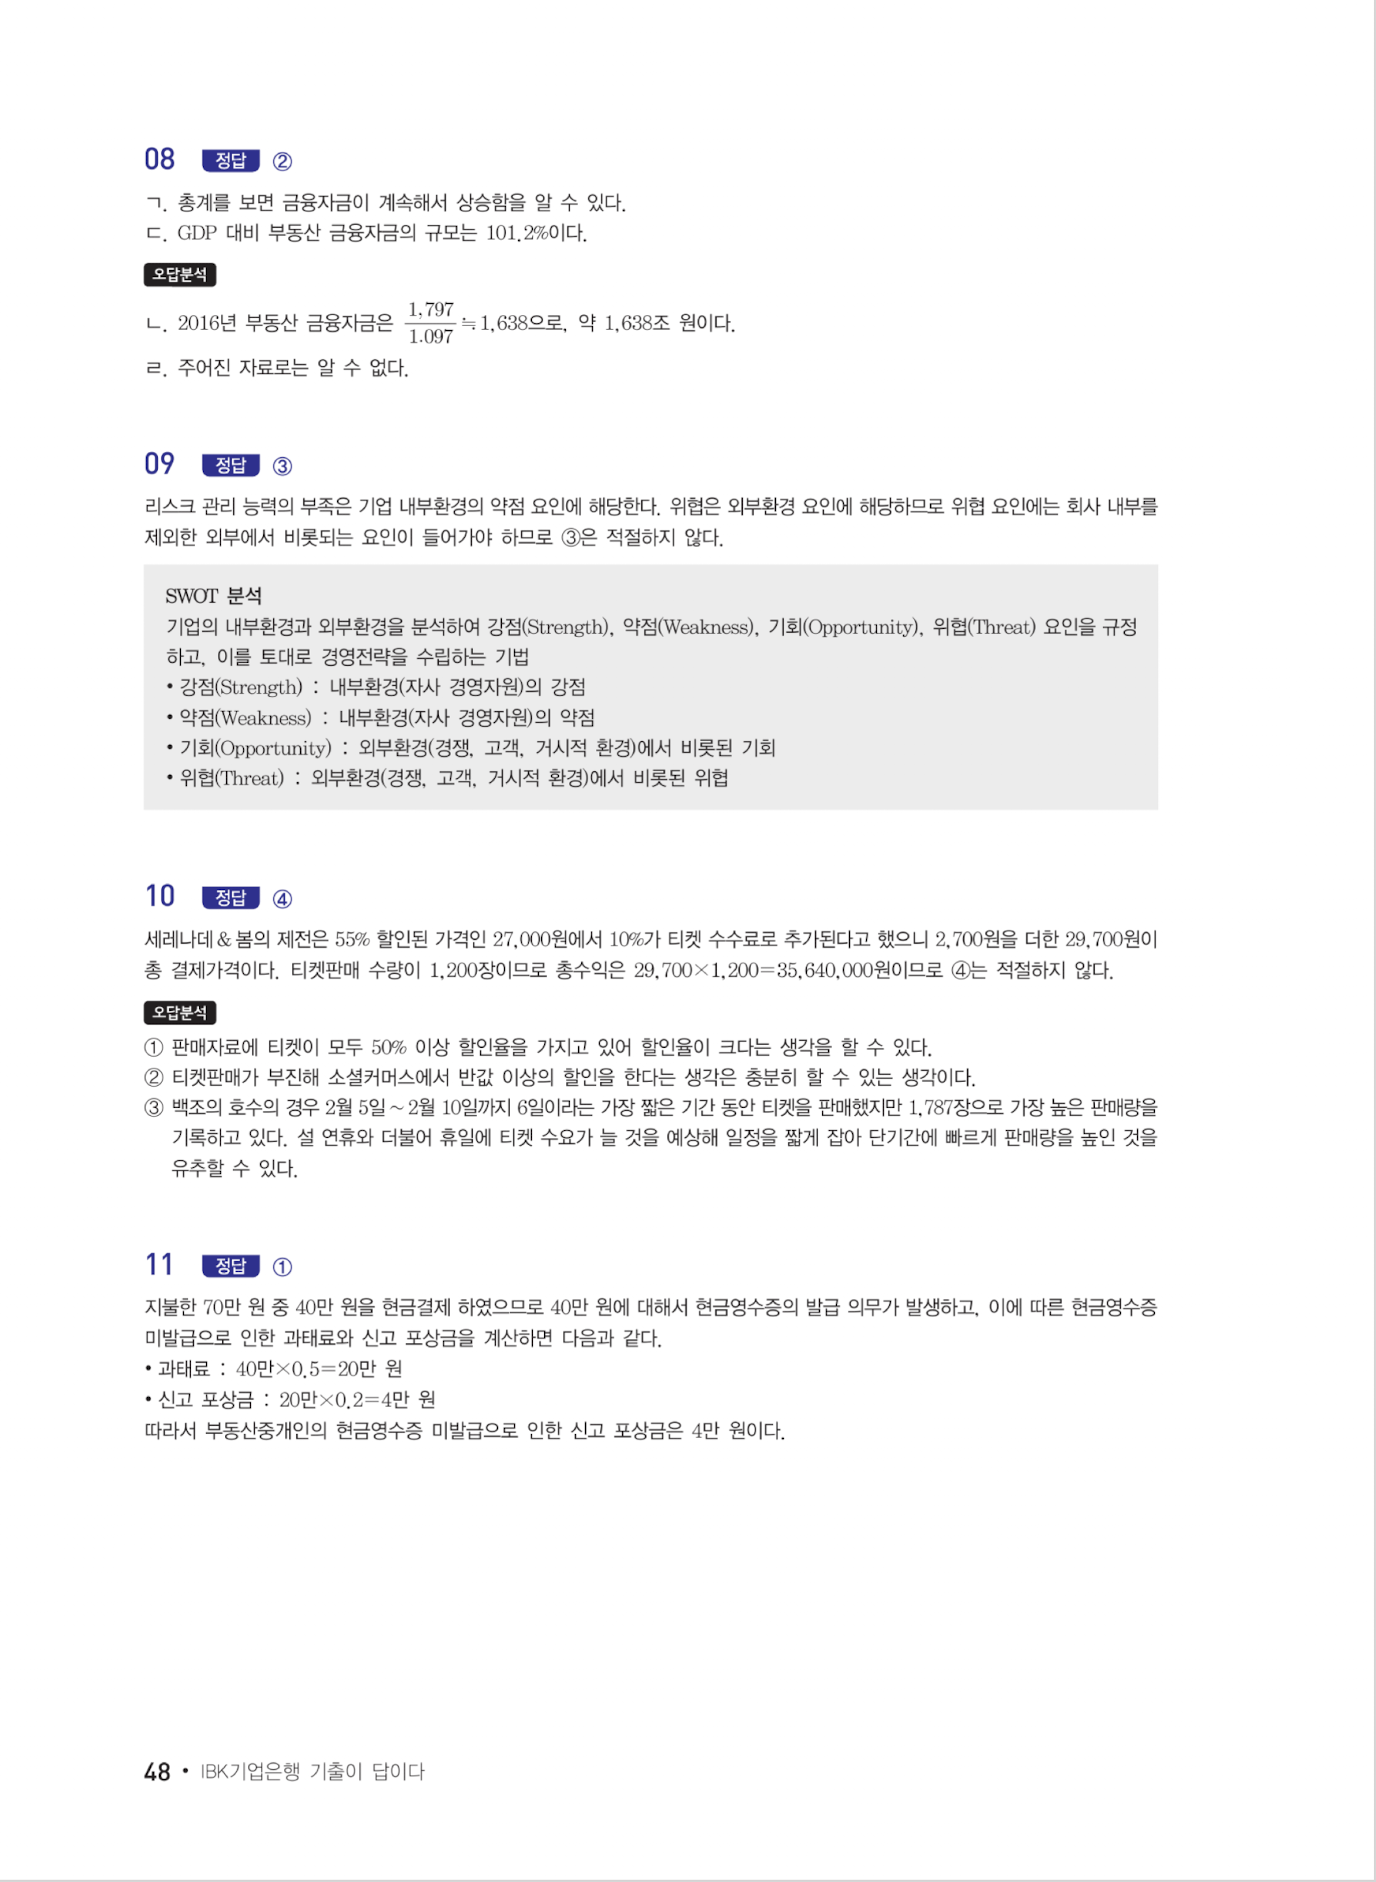 08 정답 ②
ㄱ. 총계를 보면 금융자금이 계속해서 상승함을 알 수 있다.
ㄷ. GDP 대비 부동산 금융자금의 규모는 101.2%이다.
오답분석
ㄴ. 2016년 부동산 금융자금은 1,797/1.097≒1,638으로, 약 1,638조 원이다.
ㄹ. 주어진 자료로는 알 수 없다.
09 정답 ③
리스크 관리 능력의 부족은 기업 내부환경의 약점 요인에 해당한다. 위협은 외부환경 요인에 해당하므로 위협 요인에는 회사 내부를
제외한 외부에서 비롯되는 요인이 들어가야 하므로 ③은 적절하지 않다.
SWOT 분석
기업의 내부환경과 외부환경을 분석하여 강점(Strength), 약점(Weakness), 기회(Opportunity), 위협(Threat) 요인을 규정
하고, 이를 토대로 경영전략을 수립하는 기법
• 강점(Strength) : 내부환경(자사 경영자원)의 강점
• 약점(Weakness) : 내부환경(자사 경영자원)의 약점
• 기회(Opportunity) : 외부환경(경쟁, 고객, 거시적 환경)에서 비롯된 기회
• 위협(Threat) : 외부환경(경쟁, 고객, 거시적 환경)에서 비롯된 위협
10 정답 ④
세레나데 & 봄의 제전은 55% 할인된 가격인 27,000원에서 10%가 티켓 수수료로 추가된다고 했으니 2,700원을 더한 29,700원이
총 결제가격이다. 티켓판매 수량이 1,200장이므로 총수익은 29,700×1,200=35,640,000원이므로 ④는 적절하지 않다.
오답분석
① 판매자료에 티켓이 모두 50% 이상 할인율을 가지고 있어 할인율이 크다는 생각을 할 수 있다.
② 티켓판매가 부진해 소셜커머스에서 반값 이상의 할인을 한다는 생각은 충분히 할 수 있는 생각이다.
③ 백조의 호수의 경우 2월 5일 ~ 2월 10일까지 6일이라는 가장 짧은 기간 동안 티켓을 판매했지만 1,787장으로 가장 높은 판매량을
기록하고 있다. 설 연휴와 더불어 휴일에 티켓 수요가 늘 것을 예상해 일정을 짧게 잡아 단기간에 빠르게 판매량을 높인 것을
유추할 수 있다.
11 정답 ①
지불한 70만 원 중 40만 원을 현금결제 하였으므로 40만 원에 대해서 현금영수증의 발급 의무가 발생하고, 이에 따른 현금영수증
미발급으로 인한 과태료와 신고 포상금을 계산하면 다음과 같다.
• 과태료 : 40만×0.5=20만 원
• 신고 포상금 : 20만×0.2=4만 원
따라서 부동산중개인의 현금영수증 미발급으로 인한 신고 포상금은 4만 원이다.
48 • IBK기업은행 기출이 답이다